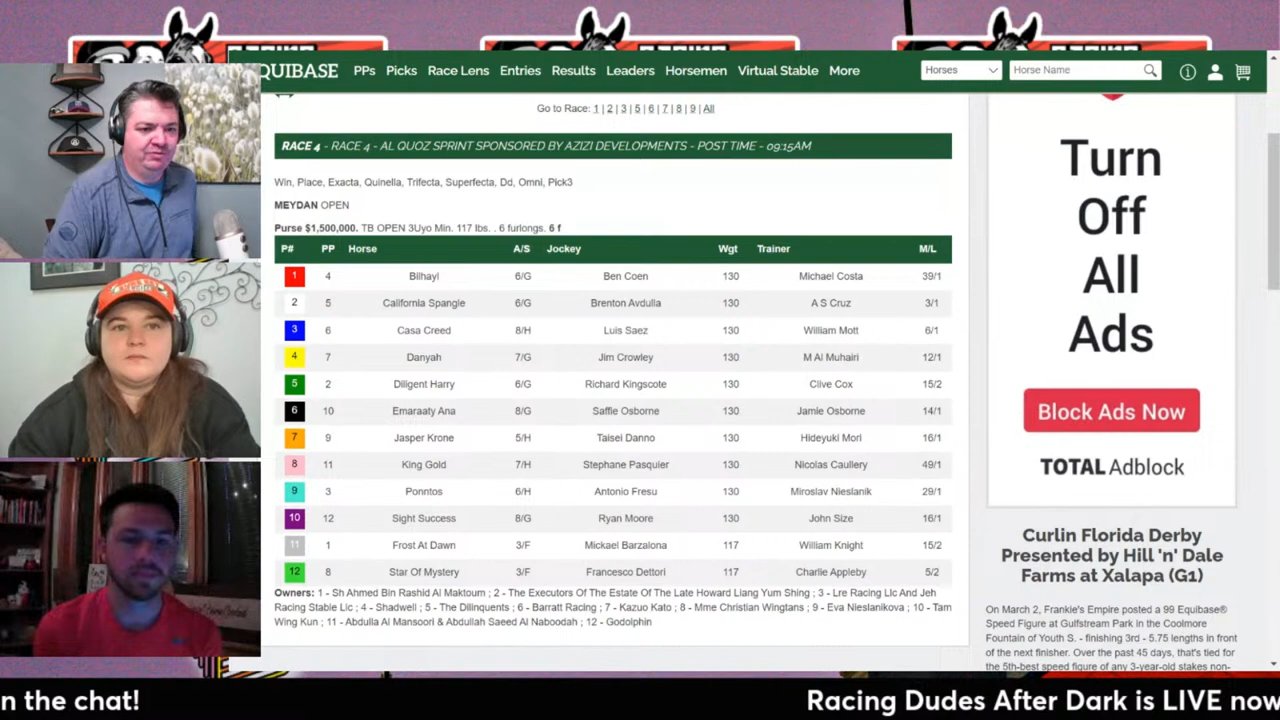 QUIBASE PPs Picks Race Lens Entries Results Leaders Horsemen Virtual Stable More Horses Horse Name
Go to Race: 1 | 2 | 3 | 5 | 6 | 7 | 8 | 9 | All
RACE 4 - RACE 4 - AL QUOZ SPRINT SPONSORED BY AZIZI DEVELOPMENTS - POST TIME - 09:15AM
Win, Place, Exacta, Quinella, Trifecta, Superfecta, Dd, Omni, Pick3
MEYDAN OPEN
Purse $1,500,000. TB OPEN 3Uyo Min. 117 lbs. . 6 furlongs. 6 f
P# PP Horse A/S Jockey Wgt Trainer M/L
1 4 Bilhayl 6/G Ben Coen 130 Michael Costa 39/1
2 5 California Spangle 6/G Brenton Avdulla 130 A S Cruz 3/1
3 6 Casa Creed 8/H Luis Saez 130 William Mott 6/1
4 7 Danyah 7/G Jim Crowley 130 M Al Muhairi 12/1
5 2 Diligent Harry 6/G Richard Kingscote 130 Clive Cox 15/2
6 10 Emaraaty Ana 8/G Saffie Osborne 130 Jamie Osborne 14/1
7 9 Jasper Krone 5/H Taisei Danno 130 Hideyuki Mori 16/1
8 11 King Gold 7/H Stephane Pasquier 130 Nicolas Caullery 49/1
9 3 Ponntos 6/H Antonio Fresu 130 Miroslav Nieslanik 29/1
10 12 Sight Success 8/G Ryan Moore 130 John Size 16/1
11 1 Frost At Dawn 3/F Mickael Barzalona 117 William Knight 15/2
12 8 Star Of Mystery 3/F Francesco Dettori 117 Charlie Appleby 5/2
Owners: 1 - Sh Ahmed Bin Rashid Al Maktoum ; 2 - The Executors Of The Estate Of The Late Howard Liang Yum Shing ; 3 - Lre Racing Llc And Jeh
Racing Stable Llc ; 4 - Shadwell ; 5 - The Dilinquents ; 6 - Barratt Racing ; 7 - Kazuo Kato ; 8 - Mme Christian Wingtans ; 9 - Eva Nieslanikova ; 10 - Tam
Wing Kun ; 11 - Abdulla Al Mansoori & Abdullah Saeed Al Naboodah ; 12 - Godolphin
Turn
Off
All
Ads
Block Ads Now
TOTAL Adblock
Curlin Florida Derby
Presented by Hill 'n' Dale
Farms at Xalapa (G1)
On March 2, Frankie's Empire posted a 99 Equibase®
Speed Figure at Gulfstream Park in the Coolmore
Fountain of Youth S. - finishing 3rd - 5.75 lengths in front
of the next finisher. Over the past 45 days, that's tied for
the 5th-best speed figure of any 3-year-old stakes non-
n the chat! Racing Dudes After Dark is LIVE now